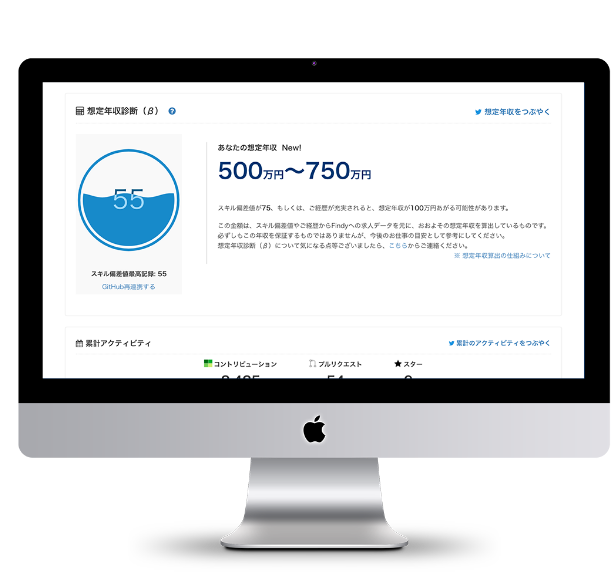 想定年収診断（β）
想定年収をつぶやく
55
スキル偏差値最高記録: 55
GitHub再連携する
あなたの想定年収 New!
500万円〜750万円
スキル偏差値が75、もしくは、ご経歴が充実されると、想定年収が100万円あがる可能性があります。
この金額は、スキル偏差値やご経歴からFindyへの求人データを元に、おおよその想定年収を算出しているものです。
必ずしもこの年収を保証するものではありませんが、今後のお仕事の目安として参考にしてください。
想定年収診断（β）について気になる点等ございましたら、こちらからご連絡ください。
※ 想定年収算出の仕組みについて
累計アクティビティ
累計のアクティビティをつぶやく
コントリビューション プルリクエスト スター